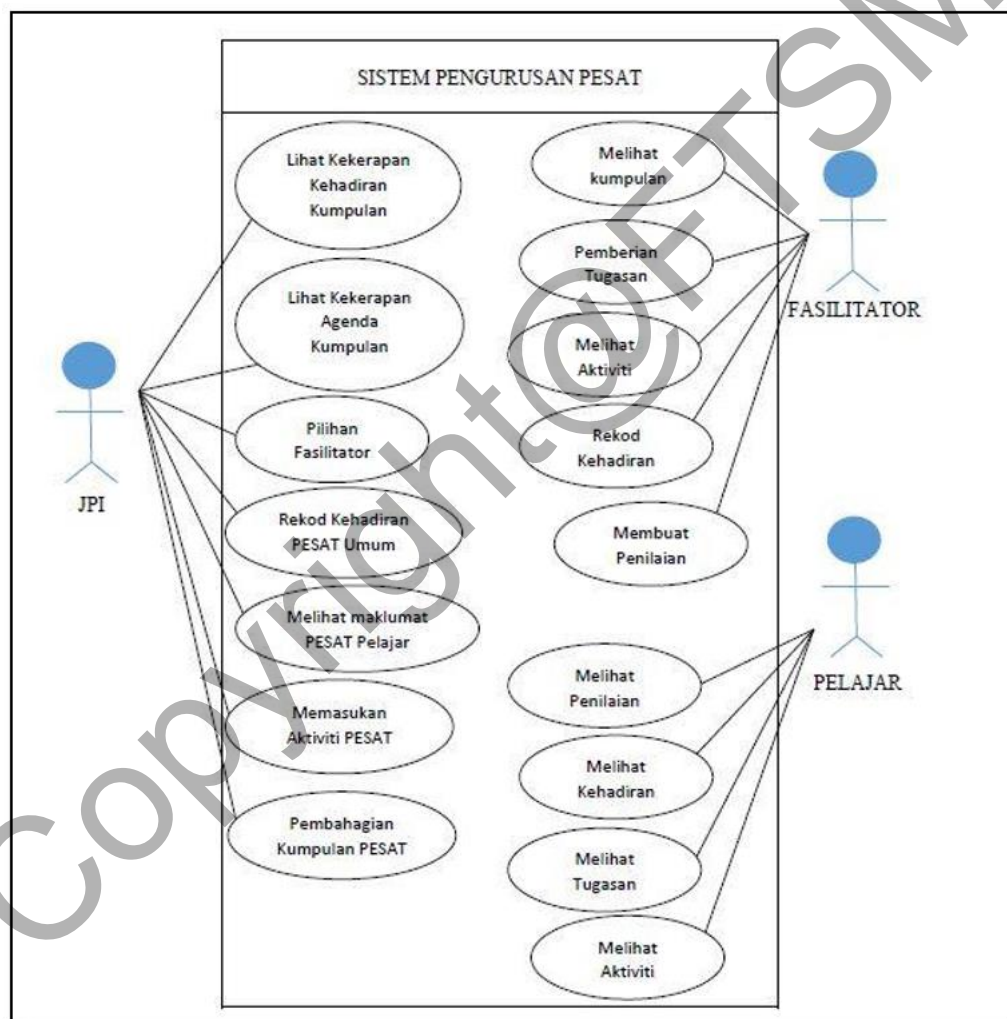 SISTEM PENGURUSAN PESAT
Lihat Kekerapan
Kehadiran
Kumpulan
Lihat Kekerapan
Agenda
Kumpulan
Pilihan
Fasilitator
Rekod Kehadiran
PESAT Umum
Melihat maklumat
PESAT Pelajar
Memasukan
Aktiviti PESAT
Pembahagian
Kumpulan PESAT
JPI
Melihat
kumpulan
Pemberian
Tugasan
Melihat
Aktiviti
Rekod
Kehadiran
Membuat
Penilaian
FASILITATOR
Melihat
Penilaian
Melihat
Kehadiran
Melihat
Tugasan
Melihat
Aktiviti
PELAJAR
Copyright@FTSM